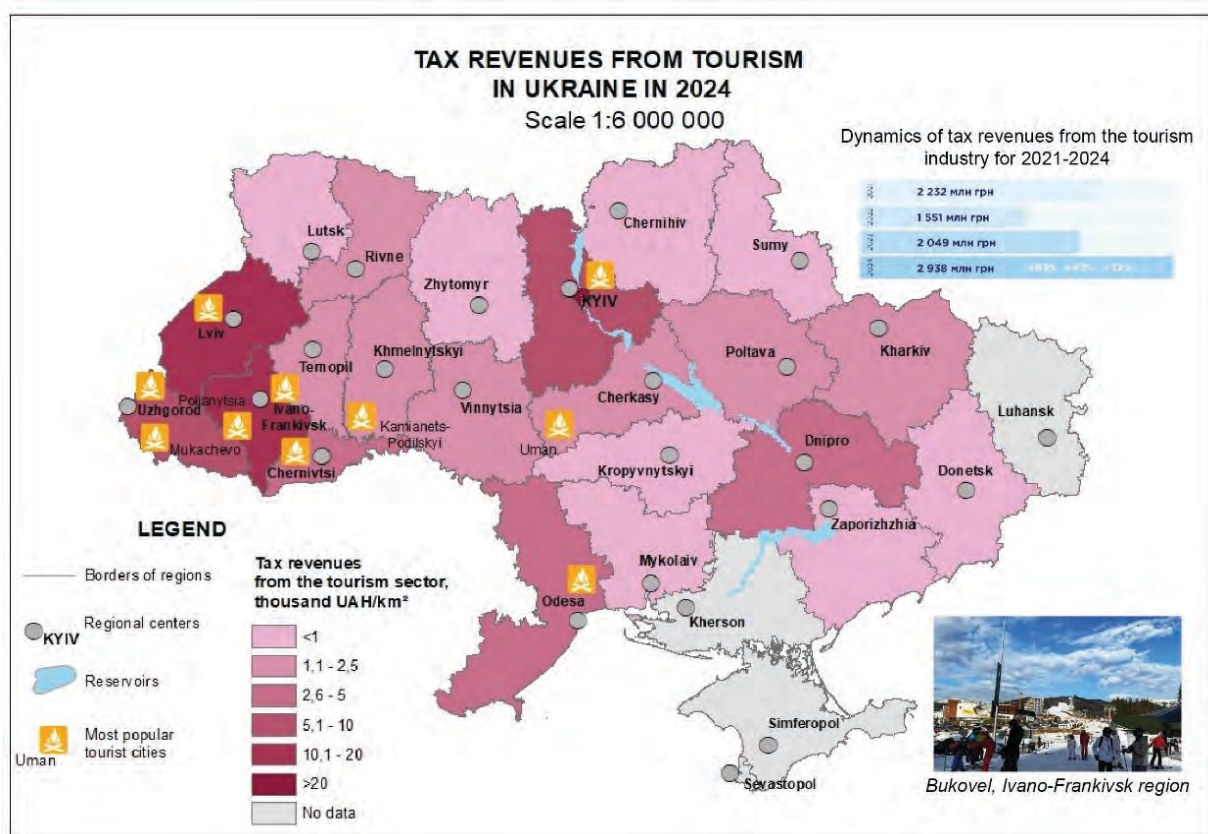 TAX REVENUES FROM TOURISM
IN UKRAINE IN 2024
Scale 1:6 000 000
Dynamics of tax revenues from the tourism
industry for 2021-2024
2 232 млн грн
1 551 млн грн
2 049 млн грн
2024
2 938 млн грн
Chernihiv
Sumy
Lutsk
Rivne
Zhytomyr
KYIV
Lviv
Ternopil
Khmelnytskyi
Vinnytsia
Cherkasy
Poltava
Kharkiv
Luhansk
Uzhgorod
Poljanytsia
Ivano-
Frankivsk
Kamianets-
Podilskyi
Uman
Mukachevo
Chernivtsi
Kropyvnytskyi
Dnipro
Donetsk
Zaporizhzhia
Mykolaiv
Odesa
Kherson
Simferopol
Sevastopol
LEGEND
Borders of regions
KYIV
Regional centers
Reservoirs
Uman
Most popular
tourist cities
Tax revenues
from the tourism sector,
thousand UAH/km²
<1
1,1 - 2,5
2,6 - 5
5,1 - 10
10,1 - 20
>20
No data
Bukovel, Ivano-Frankivsk region